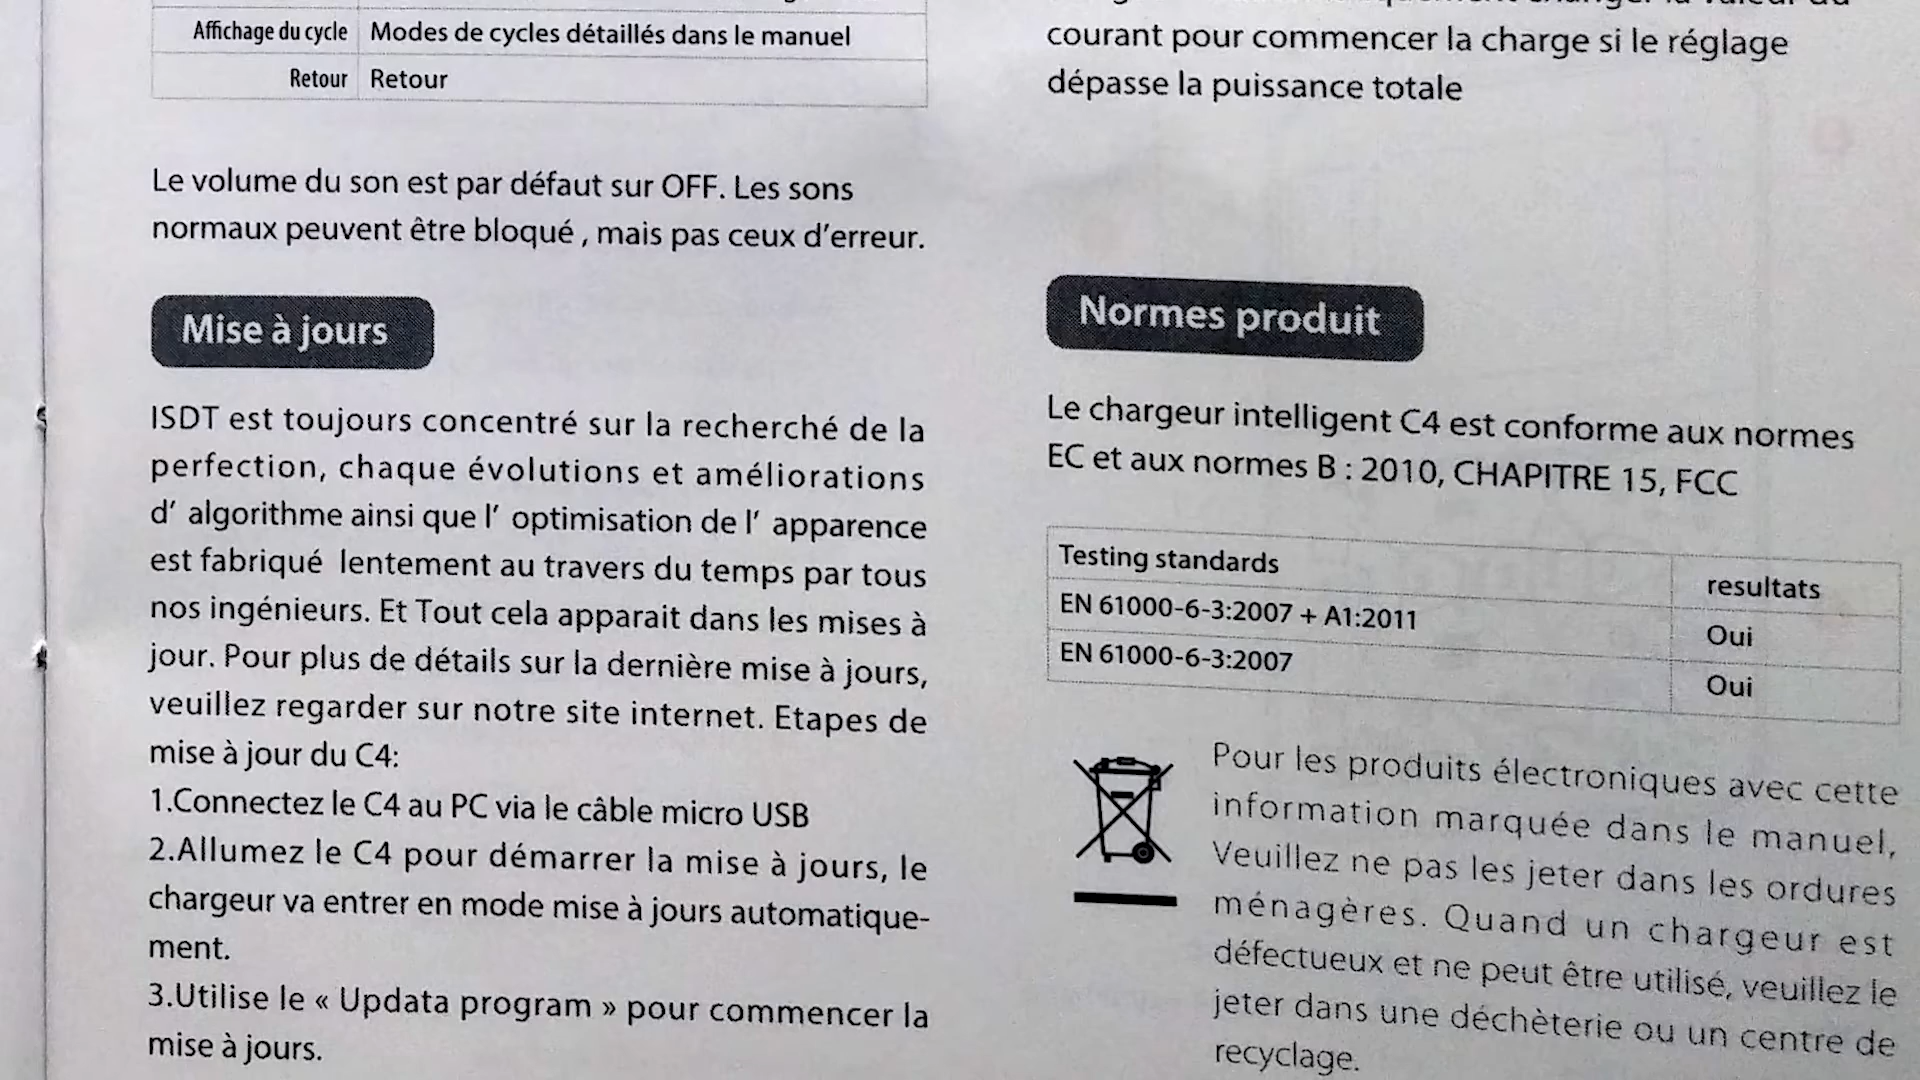 Affichage du cycle Modes de cycles détaillés dans le manuel
Retour Retour
Le volume du son est par défaut sur OFF. Les sons
normaux peuvent être bloqué , mais pas ceux d’erreur.
Mise à jours
ISDT est toujours concentré sur la recherché de la
perfection, chaque évolutions et améliorations
d’ algorithme ainsi que l’ optimisation de l’ apparence
est fabriqué lentement au travers du temps par tous
nos ingénieurs. Et Tout cela apparait dans les mises à
jour. Pour plus de détails sur la dernière mise à jours,
veuillez regarder sur notre site internet. Etapes de
mise à jour du C4:
1.Connectez le C4 au PC via le câble micro USB
2.Allumez le C4 pour démarrer la mise à jours, le
chargeur va entrer en mode mise à jours automatique-
ment.
3.Utilise le « Updata program » pour commencer la
mise à jours.
courant pour commencer la charge si le réglage
dépasse la puissance totale
Normes produit
Le chargeur intelligent C4 est conforme aux normes
EC et aux normes B : 2010, CHAPITRE 15, FCC
Testing standards resultats
EN 61000-6-3:2007 + A1:2011 Oui
EN 61000-6-3:2007 Oui
Pour les produits électroniques avec cette
information marquée dans le manuel,
Veuillez ne pas les jeter dans les ordures
ménagères. Quand un chargeur est
défectueux et ne peut être utilisé, veuillez le
jeter dans une déchèterie ou un centre de
recyclage.